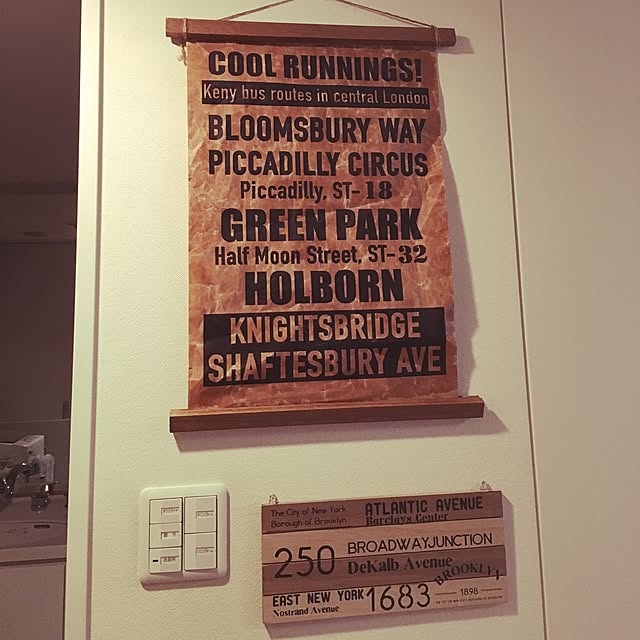 COOL RUNNINGS!
Keny bus routes in central London
BLOOMSBURY WAY
PICCADILLY CIRCUS
Piccadilly, ST-18
GREEN PARK
Half Moon Street, ST-32
HOLBORN
KNIGHTSBRIDGE
SHAFTESBURY AVE
The City of New York
Borough of Brooklyn
ATLANTIC AVENUE
Barclays Center
250
BROADWAYJUNCTION
DeKalb Avenue
BROOKLYN
EAST NEW YORK
Nostrand Avenue
1683
1898